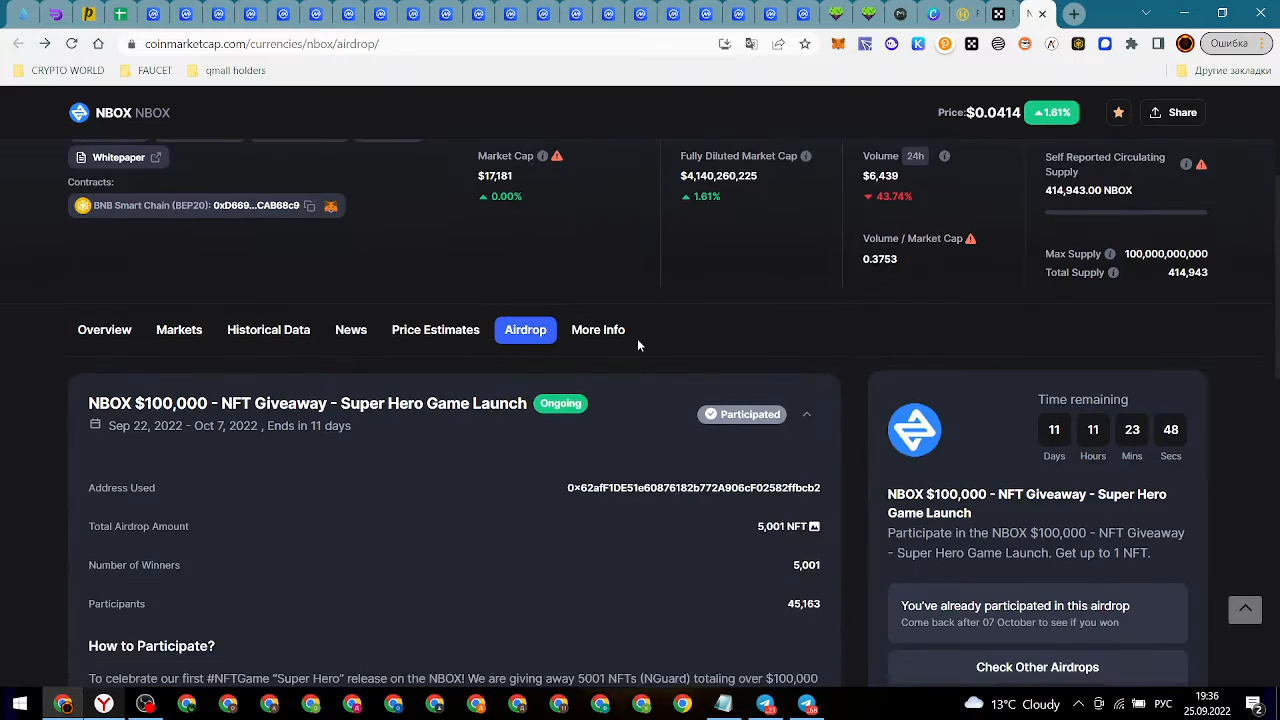 coinmarketcap.com/currencies/nbox/airdrop/
Ошибка
CRYPTO WORLD
FAUCET
qmall holders
Другие закладки
NBOX NBOX
Price:$0.0414 1.61%
Share
Whitepaper
Contracts:
BNB Smart Chain (BEP20): 0xD669...CAB68c9
Market Cap
$17,181
0.00%
Fully Diluted Market Cap
$4,140,260,225
1.61%
Volume 24h
$6,439
43.74%
Volume / Market Cap
0.3753
Self Reported Circulating
Supply
414,943.00 NBOX
Max Supply 100,000,000,000
Total Supply 414,943
Overview Markets Historical Data News Price Estimates Airdrop More Info
NBOX $100,000 - NFT Giveaway - Super Hero Game Launch Ongoing
Sep 22, 2022 - Oct 7, 2022 , Ends in 11 days
Participated
Address Used 0x62afF1DE51e60876182b772A906cF02582ffbcb2
Total Airdrop Amount 5,001 NFT
Number of Winners 5,001
Participants 45,163
How to Participate?
To celebrate our first #NFTGame “Super Hero” release on the NBOX! We are giving away 5001 NFTs (NGuard) totaling over $100,000
Time remaining
11 11 23 48
Days Hours Mins Secs
NBOX $100,000 - NFT Giveaway - Super Hero
Game Launch
Participate in the NBOX $100,000 - NFT Giveaway
- Super Hero Game Launch. Get up to 1 NFT.
You've already participated in this airdrop
Come back after 07 October to see if you won
Check Other Airdrops
13°C Cloudy
РУС
19:36
25.09.2022